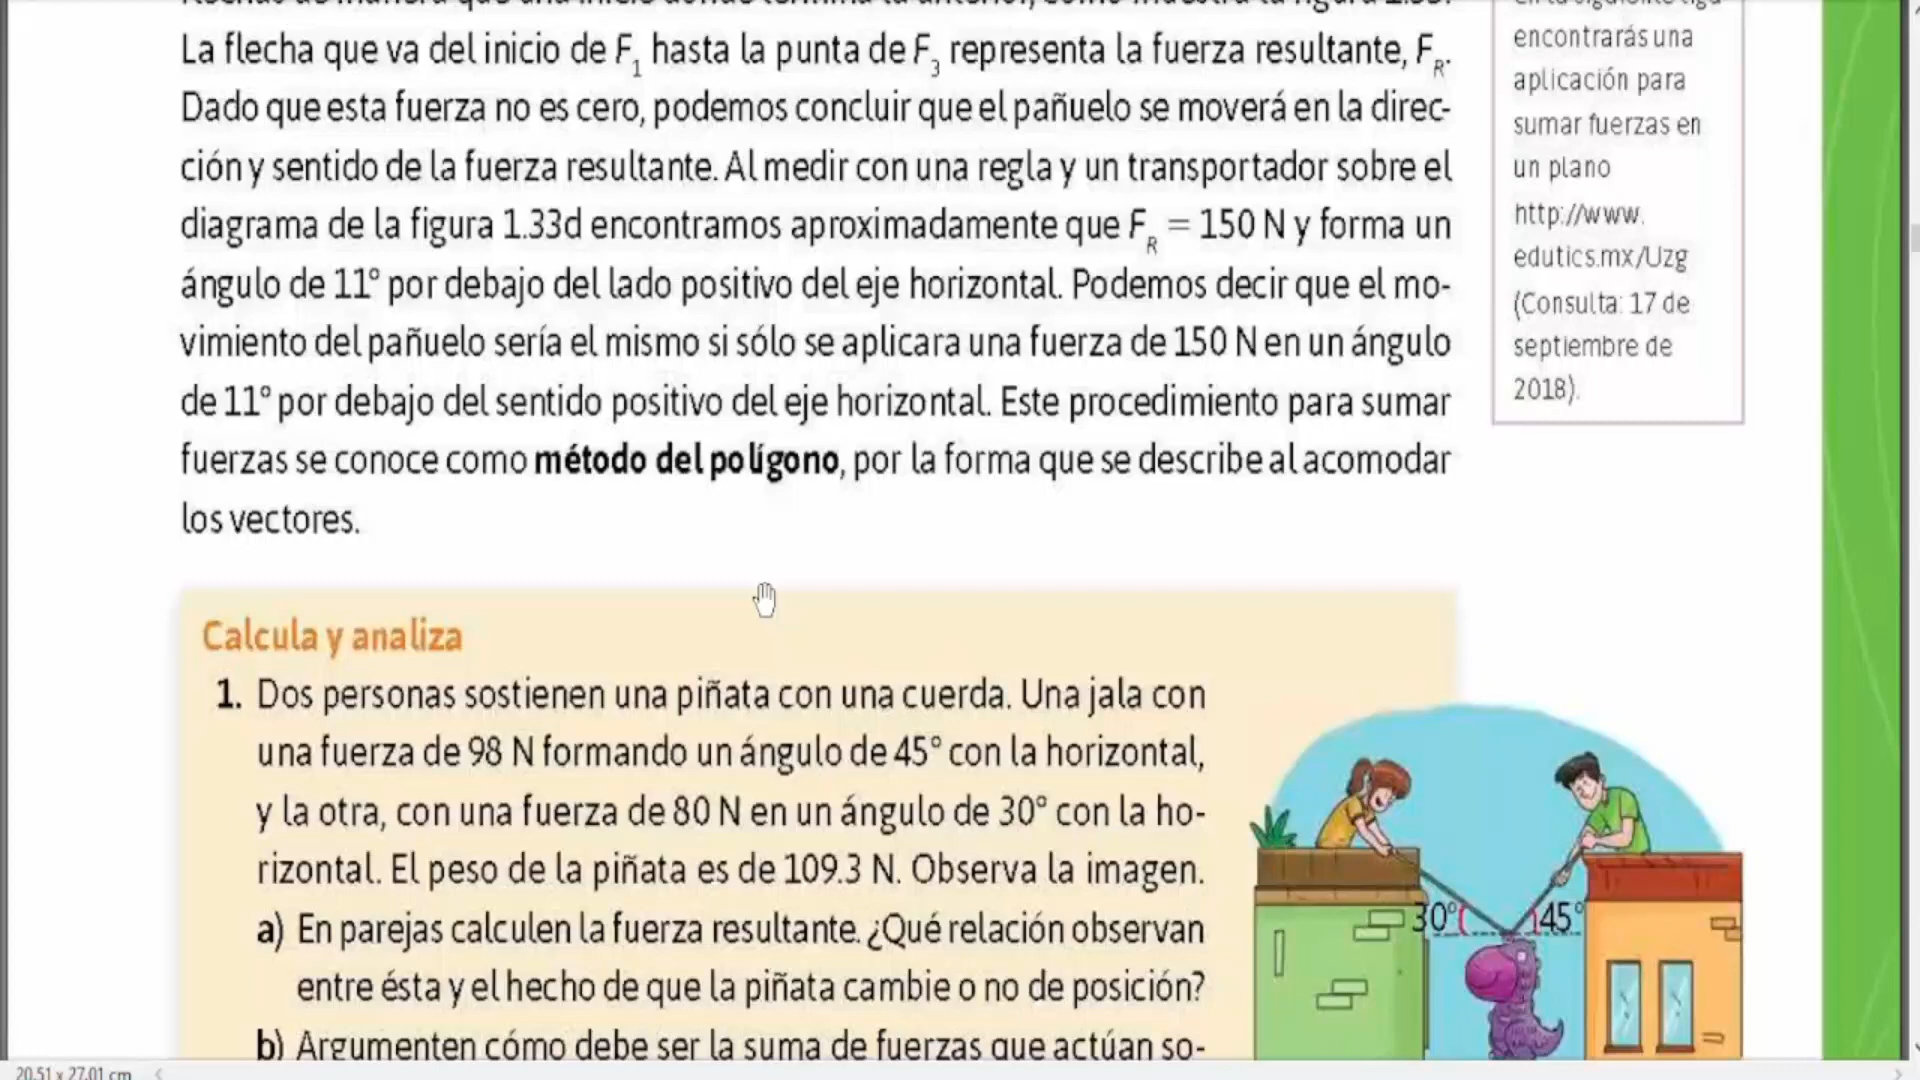 La flecha que va del inicio de F1 hasta la punta de F3 representa la fuerza resultante, FR.
Dado que esta fuerza no es cero, podemos concluir que el pañuelo se moverá en la direc-
ción y sentido de la fuerza resultante. Al medir con una regla y un transportador sobre el
diagrama de la figura 1.33d encontramos aproximadamente que FR = 150 N y forma un
ángulo de 11° por debajo del lado positivo del eje horizontal. Podemos decir que el mo-
vimiento del pañuelo sería el mismo si sólo se aplicara una fuerza de 150 N en un ángulo
de 11° por debajo del sentido positivo del eje horizontal. Este procedimiento para sumar
fuerzas se conoce como método del polígono, por la forma que se describe al acomodar
los vectores.
encontrarás una
aplicación para
sumar fuerzas en
un plano
http://www.
edutics.mx/Uzg
(Consulta: 17 de
septiembre de
2018).
Calcula y analiza
1. Dos personas sostienen una piñata con una cuerda. Una jala con
una fuerza de 98 N formando un ángulo de 45° con la horizontal,
y la otra, con una fuerza de 80 N en un ángulo de 30° con la ho-
rizontal. El peso de la piñata es de 109.3 N. Observa la imagen.
a) En parejas calculen la fuerza resultante. ¿Qué relación observan
entre ésta y el hecho de que la piñata cambie o no de posición?
b) Argumenten cómo debe ser la suma de fuerzas que actúan so-
30°
45°
20.51 x 27.01 cm